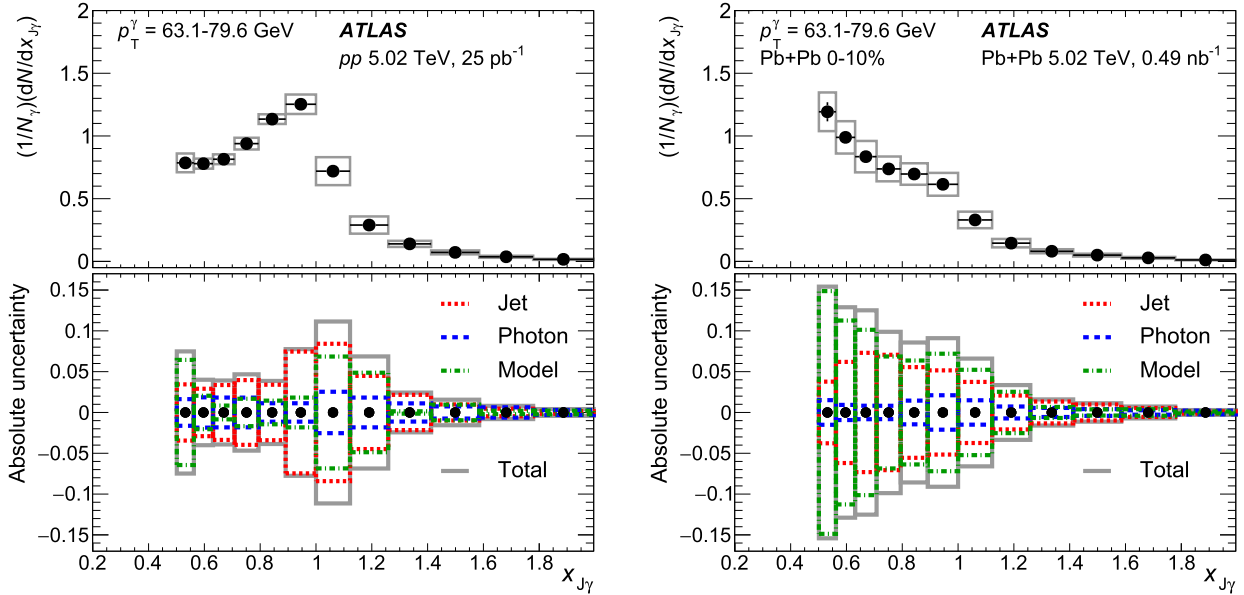 p_T^γ = 63.1-79.6 GeV
ATLAS
pp 5.02 TeV, 25 pb⁻¹
(1/N_γ)(dN/dx_Jγ)
2
1.5
1
0.5
0
Jet
Photon
Model
Total
Absolute uncertainty
0.15
0.1
0.05
0
−0.05
−0.1
−0.15
0.2 0.4 0.6 0.8 1 1.2 1.4 1.6 1.8
x_Jγ
p_T^γ = 63.1-79.6 GeV
ATLAS
Pb+Pb 0-10%
Pb+Pb 5.02 TeV, 0.49 nb⁻¹
(1/N_γ)(dN/dx_Jγ)
2
1.5
1
0.5
0
Jet
Photon
Model
Total
Absolute uncertainty
0.15
0.1
0.05
0
−0.05
−0.1
−0.15
0.2 0.4 0.6 0.8 1 1.2 1.4 1.6 1.8
x_Jγ